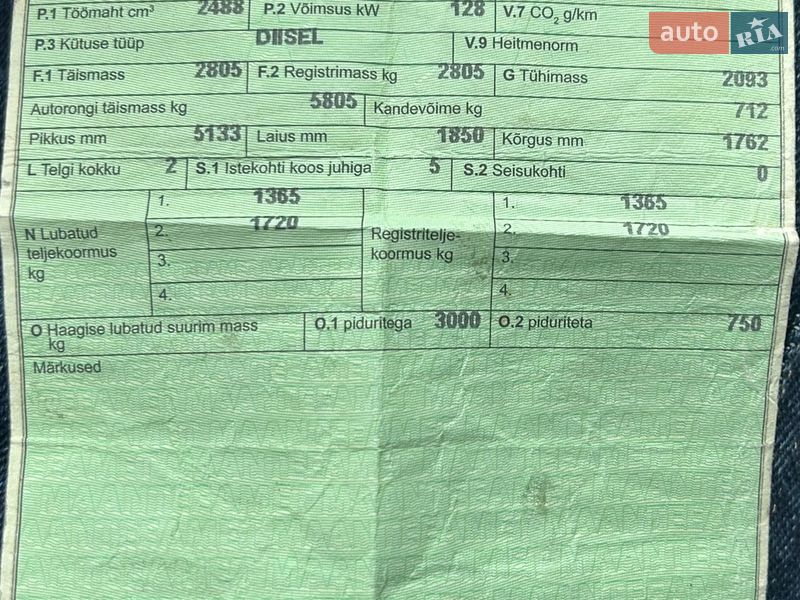 P.1 Töömaht cm³ 2488 P.2 Võimsus kW 128 V.7 CO₂ g/km
P.3 Kütuse tüüp DIISEL V.9 Heitmenorm
F.1 Täismass 2805 F.2 Registrimass kg 2805 G Tühimass 2093
Autorongi täismass kg 5805 Kandevõime kg 712
Pikkus mm 5133 Laius mm 1850 Kõrgus mm 1762
L Telgi kokku 2 S.1 Istekohti koos juhiga 5 S.2 Seisukohti 0
N Lubatud teljekoormus kg
1. 1365
2. 1720
3.
4.
Registritelje-
koormus kg
1. 1365
2. 1720
3.
4.
O Haagise lubatud suurim mass kg O.1 piduritega 3000 O.2 piduriteta 750
Märkused
auto RIA .com